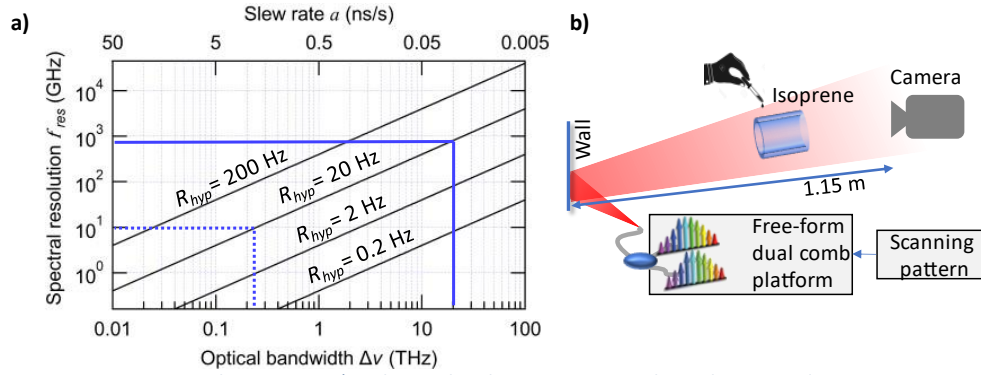 a)
Slew rate a (ns/s)
50 5 0.5 0.05 0.005
Spectral resolution f_res (GHz)
10^4
10^3
10^2
10^1
10^0
R_hyp = 200 Hz
R_hyp = 20 Hz
R_hyp = 2 Hz
R_hyp = 0.2 Hz
0.01 0.1 1 10 100
Optical bandwidth Δν (THz)
b)
Wall
Isoprene
Camera
1.15 m
Free-form
dual comb
platform
Scanning
pattern